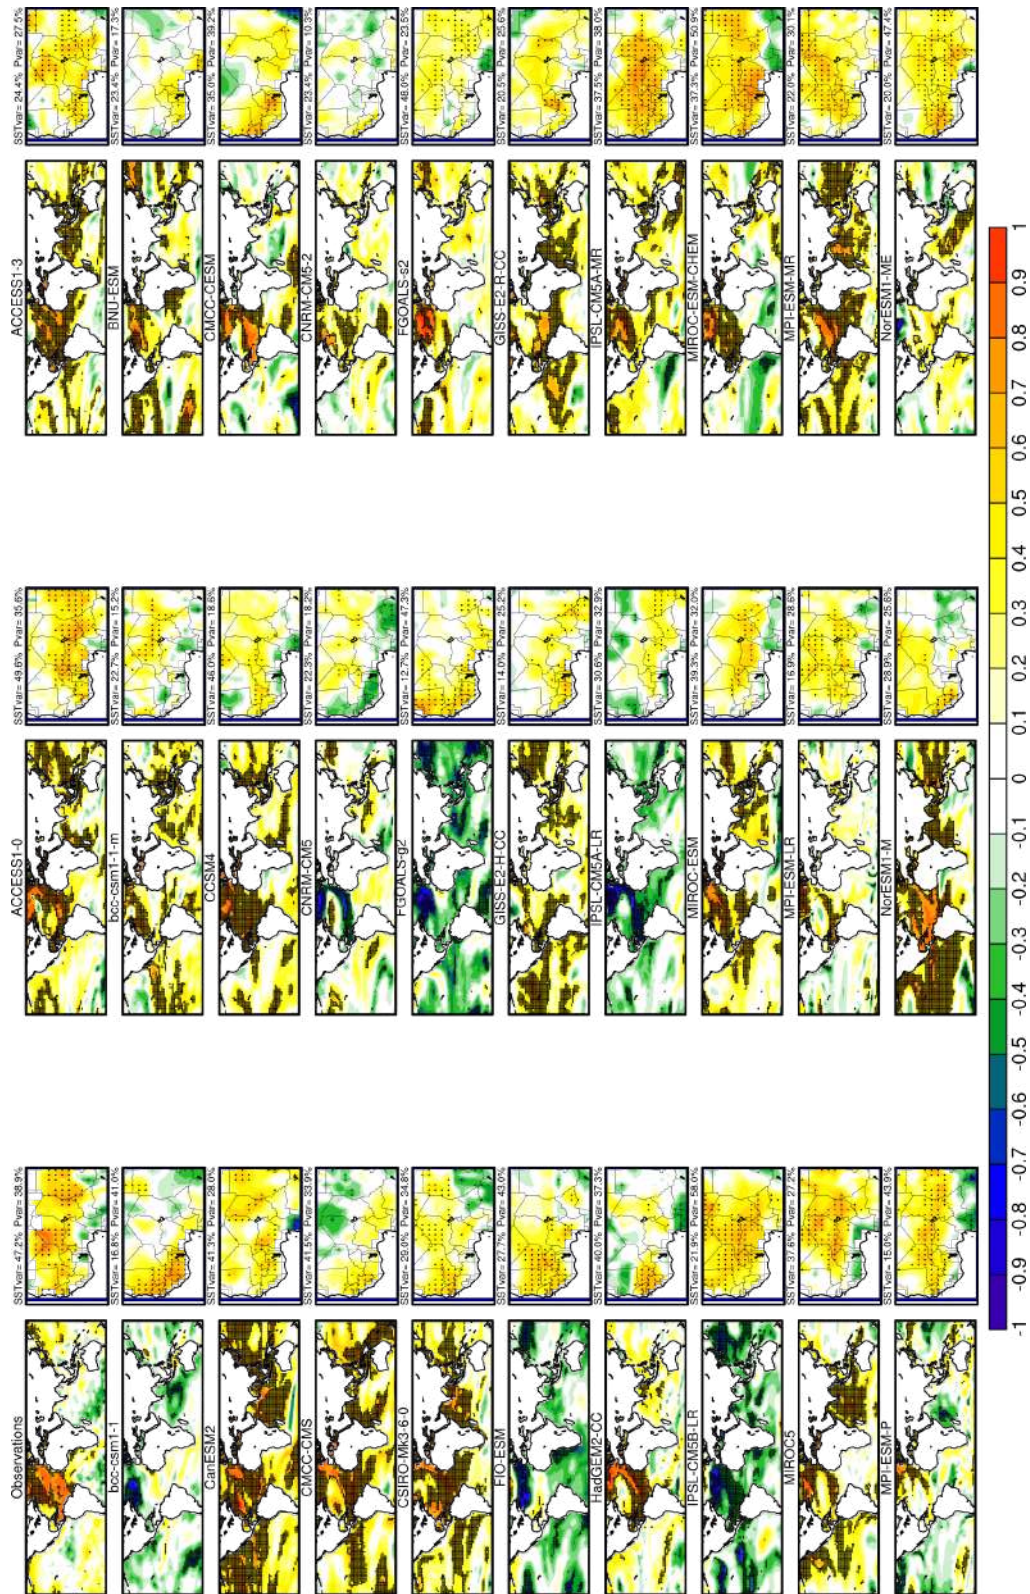 Observations SSTvar= 47.2% Pvar= 38.9% ACCESS1-0 SSTvar= 49.6% Pvar= 35.6% ACCESS1-3 SSTvar= 24.4% Pvar= 27.5%
bcc-csm1-1 SSTvar= 16.8% Pvar= 41.0% bcc-csm1-1-m SSTvar= 22.7% Pvar= 15.2% BNU-ESM SSTvar= 23.4% Pvar= 17.3%
CanESM2 SSTvar= 41.3% Pvar= 29.0% CCSM4 SSTvar= 46.0% Pvar= 18.6% CMCC-CESM SSTvar= 35.0% Pvar= 39.2%
CMCC-CMS SSTvar= 41.5% Pvar= 33.9% CNRM-CM5 SSTvar= 22.3% Pvar= 18.2% CNRM-CM5-2 SSTvar= 23.4% Pvar= 10.3%
CSIRO-Mk3-6-0 SSTvar= 29.0% Pvar= 34.8% FGOALS-g2 SSTvar= 12.7% Pvar= 47.3% FGOALS-s2 SSTvar= 48.0% Pvar= 23.5%
FIO-ESM SSTvar= 27.7% Pvar= 43.0% GISS-E2-H-CC SSTvar= 14.0% Pvar= 25.2% GISS-E2-R-CC SSTvar= 20.5% Pvar= 25.6%
HadGEM2-CC SSTvar= 40.0% Pvar= 37.3% IPSL-CM5A-LR SSTvar= 30.6% Pvar= 32.9% IPSL-CM5A-MR SSTvar= 37.5% Pvar= 38.0%
IPSL-CM5B-LR SSTvar= 21.9% Pvar= 58.0% MIROC-ESM SSTvar= 39.3% Pvar= 32.0% MIROC-ESM-CHEM SSTvar= 37.3% Pvar= 50.9%
MIROC5 SSTvar= 37.6% Pvar= 27.2% MPI-ESM-LR SSTvar= 16.9% Pvar= 28.6% MPI-ESM-MR SSTvar= 22.0% Pvar= 30.1%
MPI-ESM-P SSTvar= 15.0% Pvar= 43.9% NorESM1-M SSTvar= 28.9% Pvar= 25.6% NorESM1-ME SSTvar= 20.0% Pvar= 47.4%
-1 -0.9 -0.8 -0.7 -0.6 -0.5 -0.4 -0.3 -0.2 -0.1 0 0.1 0.2 0.3 0.4 0.5 0.6 0.7 0.8 0.9 1